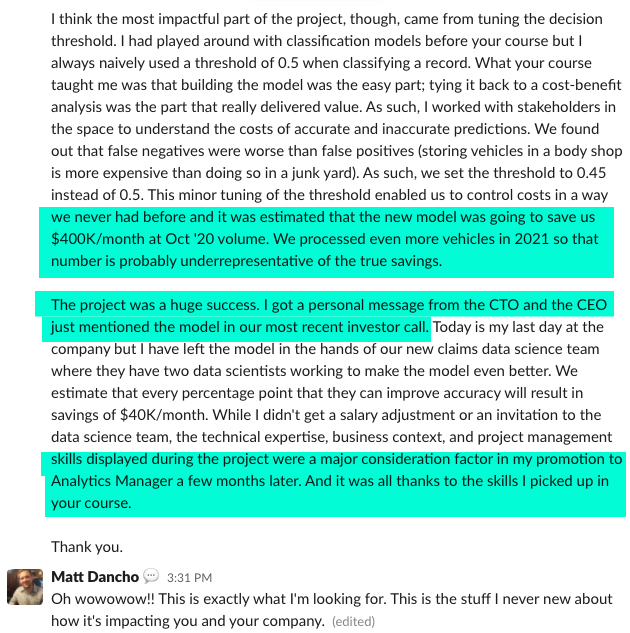 I think the most impactful part of the project, though, came from tuning the decision
threshold. I had played around with classification models before your course but I
always naively used a threshold of 0.5 when classifying a record. What your course
taught me was that building the model was the easy part; tying it back to a cost-benefit
analysis was the part that really delivered value. As such, I worked with stakeholders in
the space to understand the costs of accurate and inaccurate predictions. We found
out that false negatives were worse than false positives (storing vehicles in a body shop
is more expensive than doing so in a junk yard). As such, we set the threshold to 0.45
instead of 0.5. This minor tuning of the threshold enabled us to control costs in a way
we never had before and it was estimated that the new model was going to save us
$400K/month at Oct '20 volume. We processed even more vehicles in 2021 so that
number is probably underrepresentative of the true savings.
The project was a huge success. I got a personal message from the CTO and the CEO
just mentioned the model in our most recent investor call. Today is my last day at the
company but I have left the model in the hands of our new claims data science team
where they have two data scientists working to make the model even better. We
estimate that every percentage point that they can improve accuracy will result in
savings of $40K/month. While I didn't get a salary adjustment or an invitation to the
data science team, the technical expertise, business context, and project management
skills displayed during the project were a major consideration factor in my promotion to
Analytics Manager a few months later. And it was all thanks to the skills I picked up in
your course.
Thank you.
Matt Dancho 3:31 PM
Oh wowowow!! This is exactly what I'm looking for. This is the stuff I never new about
how it's impacting you and your company. (edited)